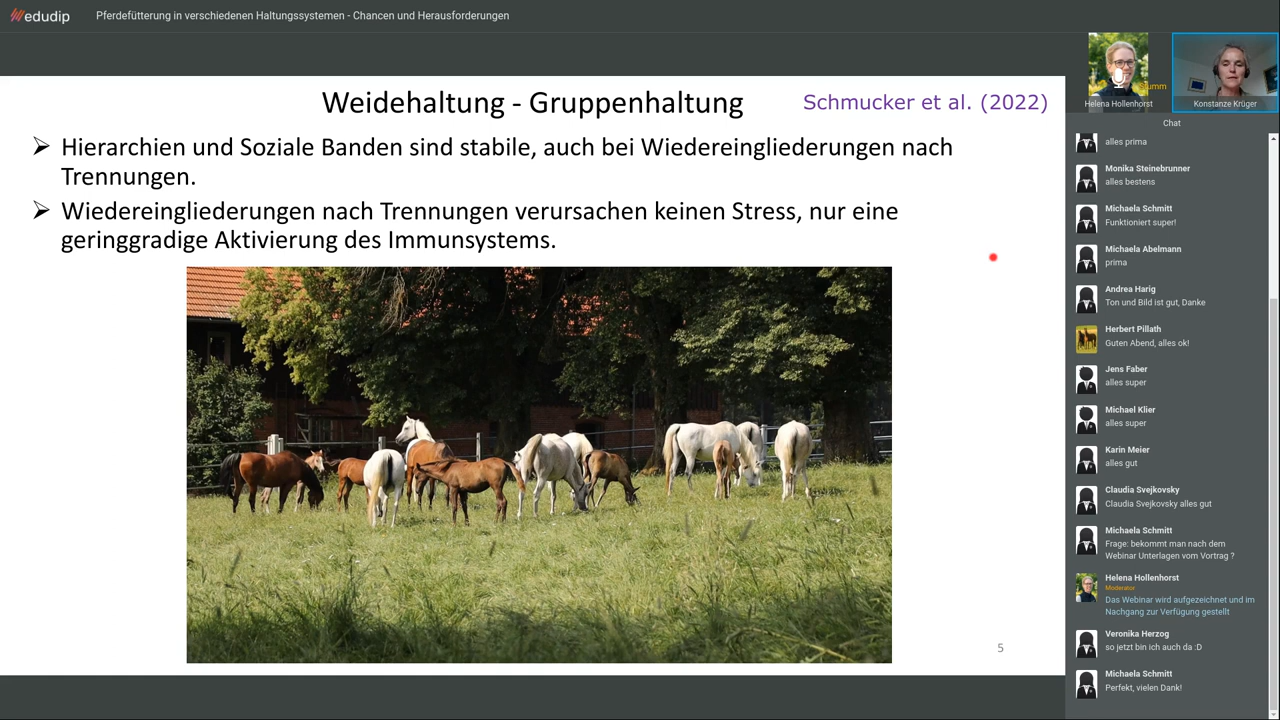 edudip
Pferdefütterung in verschiedenen Haltungssystemen - Chancen und Herausforderungen
Weidehaltung - Gruppenhaltung
Schmucker et al. (2022)
Hierarchien und Soziale Banden sind stabile, auch bei Wiedereingliederungen nach
Trennungen.
Wiedereingliederungen nach Trennungen verursachen keinen Stress, nur eine
geringgradige Aktivierung des Immunsystems.
5
Stumm
Helena Hollenhorst
Konstanze Krüger
Chat
alles prima
Monika Steinebrunner
alles bestens
Michaela Schmitt
Funktioniert super!
Michaela Abelmann
prima
Andrea Harig
Ton und Bild ist gut, Danke
Herbert Pillath
Guten Abend, alles ok!
Jens Faber
alles super
Michael Klier
alles super
Karin Meier
alles gut
Claudia Svejkovsky
Claudia Svejkovsky alles gut
Michaela Schmitt
Frage: bekommt man nach dem
Webinar Unterlagen vom Vortrag ?
Helena Hollenhorst
Moderator
Das Webinar wird aufgezeichnet und im
Nachgang zur Verfügung gestellt
Veronika Herzog
so jetzt bin ich auch da :D
Michaela Schmitt
Perfekt, vielen Dank!